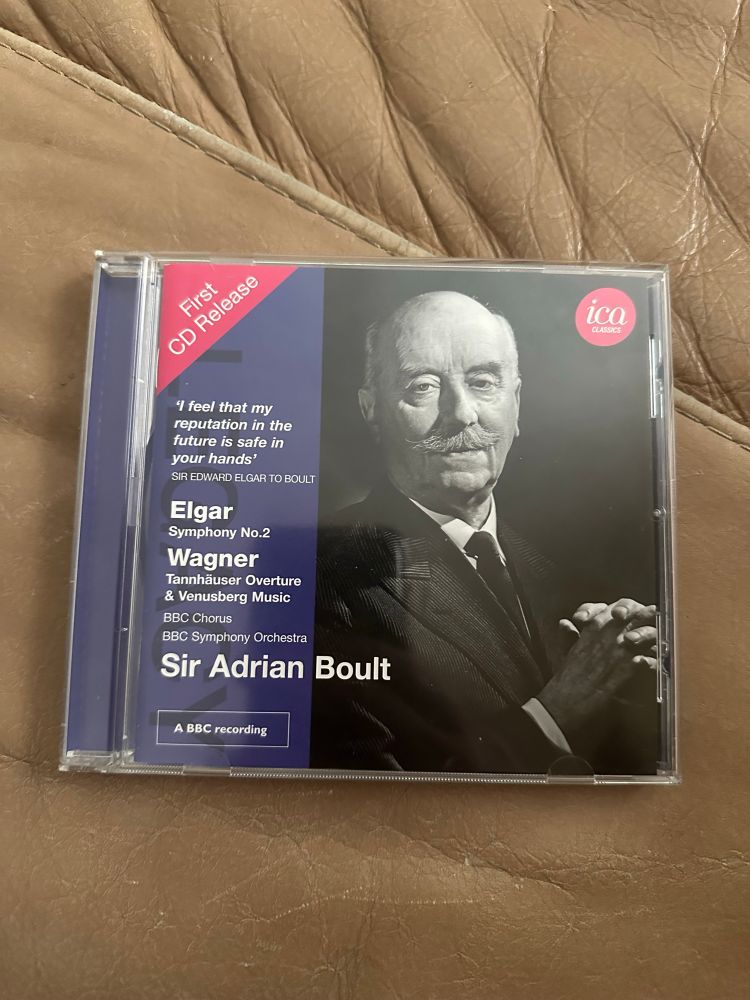 First
CD Release
ica
CLASSICS
LEGACY
‘I feel that my
reputation in the
future is safe in
your hands’
SIR EDWARD ELGAR TO BOULT
Elgar
Symphony No.2
Wagner
Tannhäuser Overture
& Venusberg Music
BBC Chorus
BBC Symphony Orchestra
Sir Adrian Boult
A BBC recording